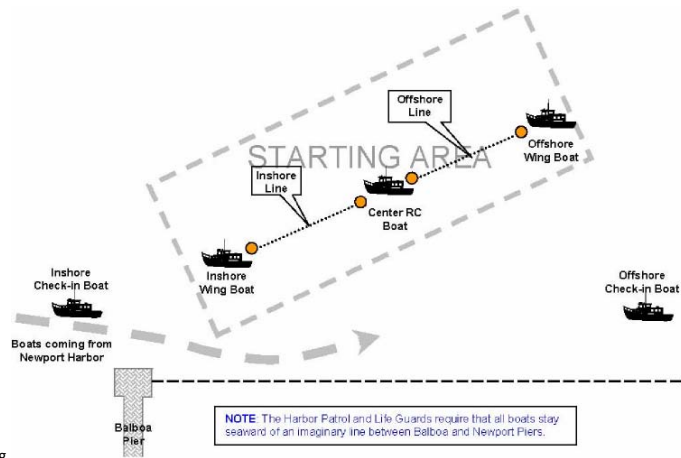 Offshore
Line
Offshore
Wing Boat
STARTING AREA
Inshore
Line
Center RC
Boat
Inshore
Wing Boat
Inshore
Check-in Boat
Offshore
Check-in Boat
Boats coming from
Newport Harbor
Balboa
Pier
NOTE: The Harbor Patrol and Life Guards require that all boats stay
seaward of an imaginary line between Balboa and Newport Piers.
g